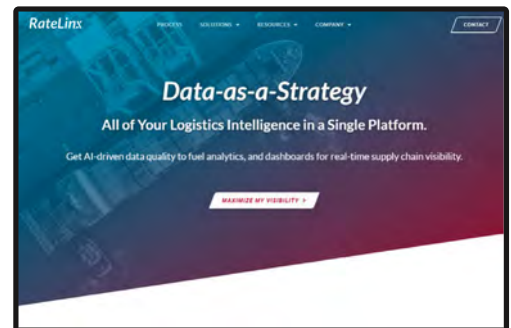 RateLinx
PROCESS SOLUTIONS RESOURCES COMPANY CONTACT
Data-as-a-Strategy
All of Your Logistics Intelligence in a Single Platform.
Get AI-driven data quality to fuel analytics, and dashboards for real-time supply chain visibility.
MAXIMIZE MY VISIBILITY >